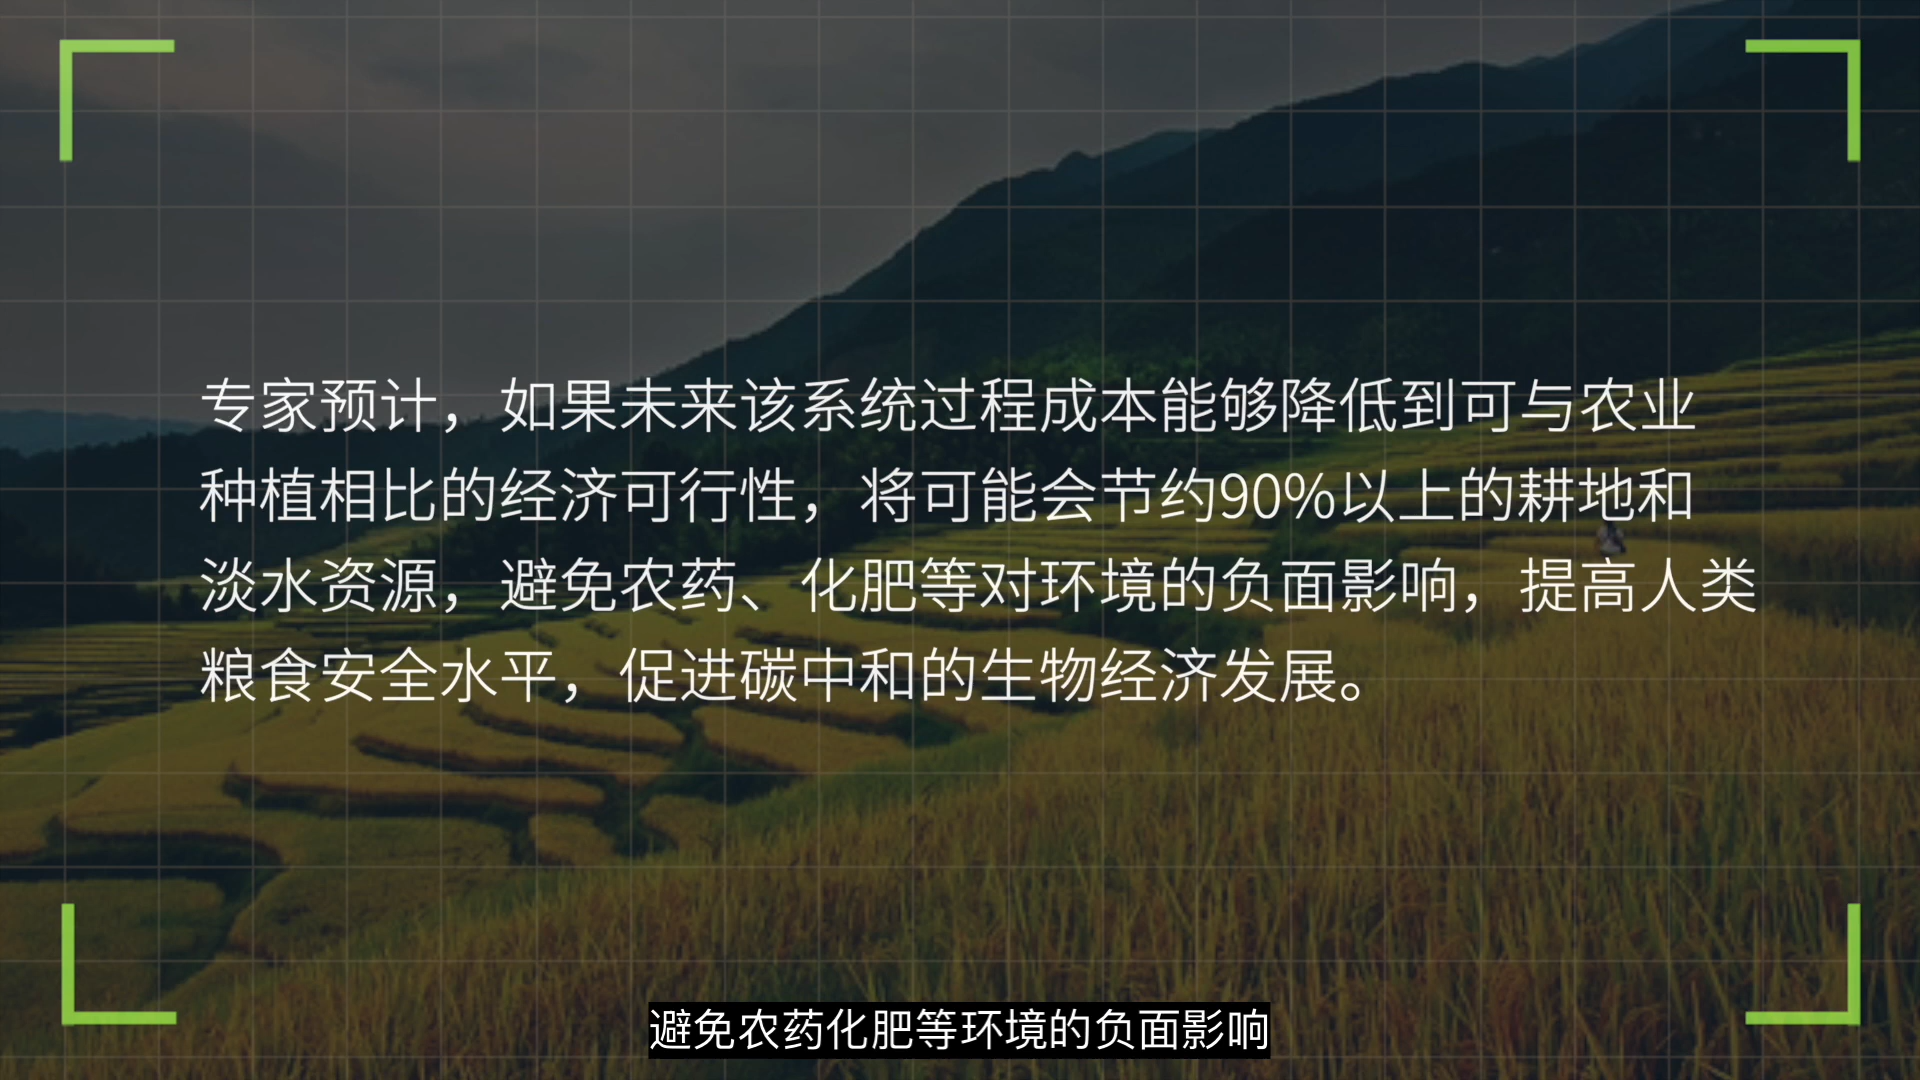 专家预计，如果未来该系统过程成本能够降低到可与农业
种植相比的经济可行性，将可能会节约90%以上的耕地和
淡水资源，避免农药、化肥等对环境的负面影响，提高人类
粮食安全水平，促进碳中和的生物经济发展。
避免农药化肥等环境的负面影响